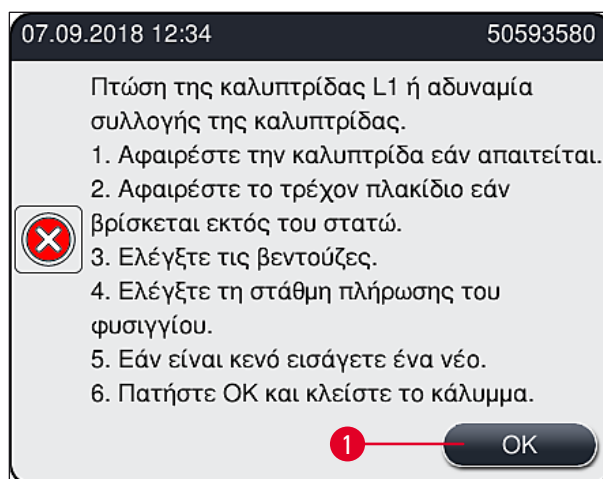 07.09.2018 12:34 50593580
Πτώση της καλυπτρίδας L1 ή αδυναμία
συλλογής της καλυπτρίδας.
1. Αφαιρέστε την καλυπτρίδα εάν απαιτείται.
2. Αφαιρέστε το τρέχον πλακίδιο εάν
βρίσκεται εκτός του στατώ.
3. Ελέγξτε τις βεντούζες.
4. Ελέγξτε τη στάθμη πλήρωσης του
φυσιγγίου.
5. Εάν είναι κενό εισάγετε ένα νέο.
6. Πατήστε OK και κλείστε το κάλυμμα.
1 OK